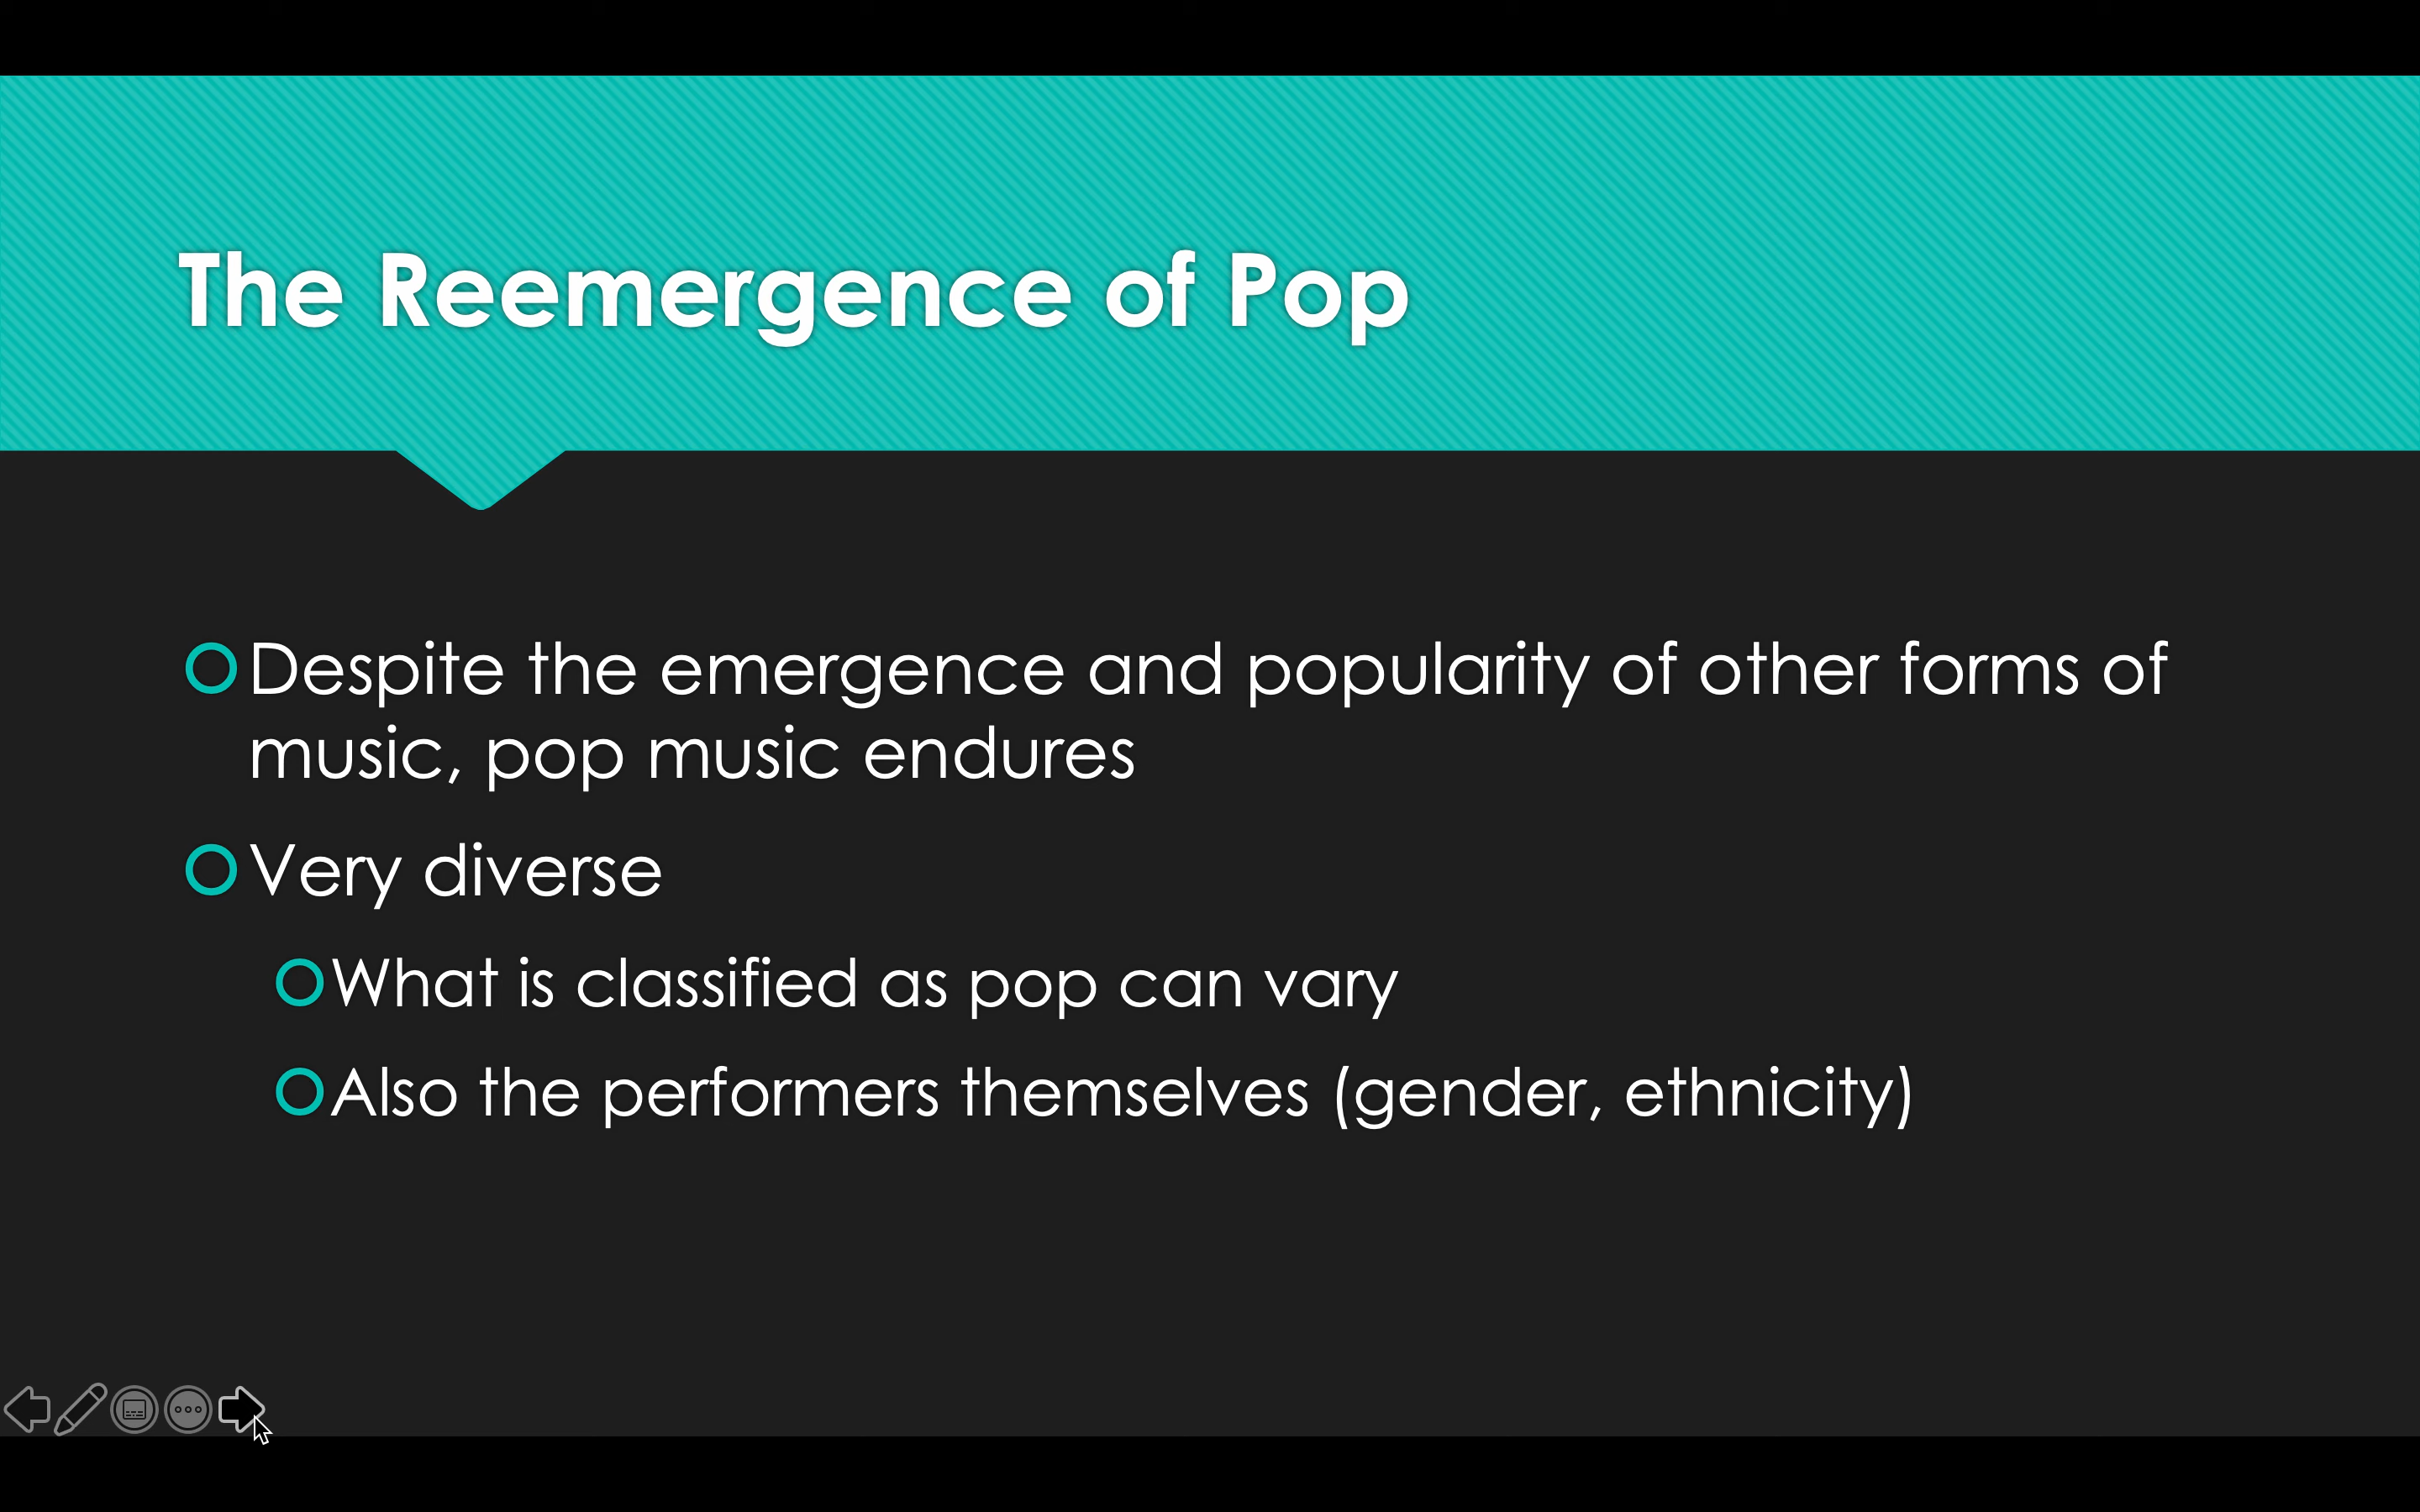 The Reemergence of Pop
Despite the emergence and popularity of other forms of
music, pop music endures
Very diverse
What is classified as pop can vary
Also the performers themselves (gender, ethnicity)